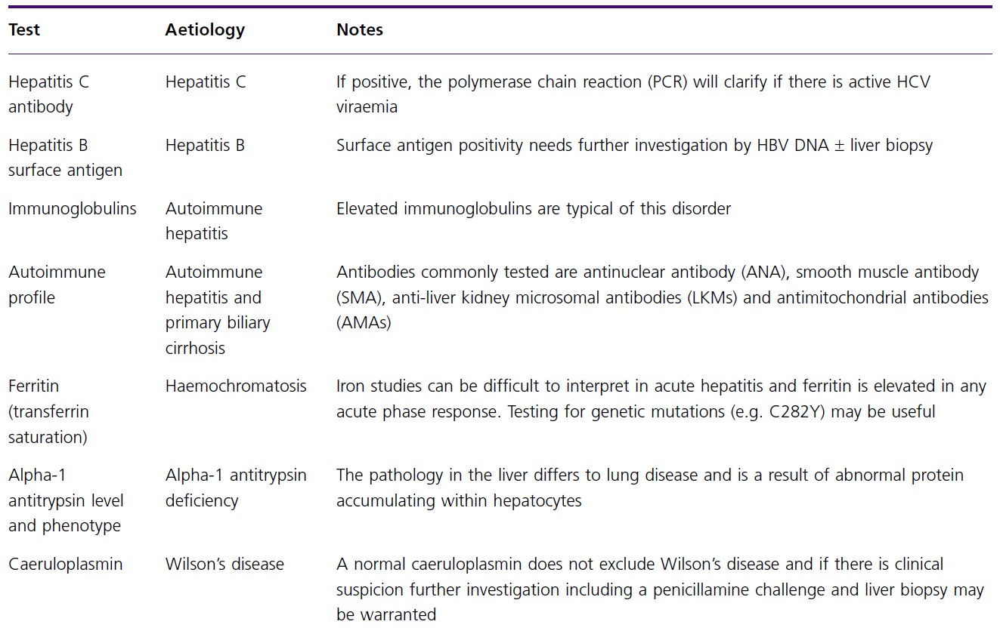 Test Aetiology Notes
Hepatitis C Hepatitis C If positive, the polymerase chain reaction (PCR) will clarify if there is active HCV
antibody viraemia
Hepatitis B Hepatitis B Surface antigen positivity needs further investigation by HBV DNA ± liver biopsy
surface antigen
Immunoglobulins Autoimmune Elevated immunoglobulins are typical of this disorder
hepatitis
Autoimmune Autoimmune Antibodies commonly tested are antinuclear antibody (ANA), smooth muscle antibody
profile hepatitis and (SMA), anti-liver kidney microsomal antibodies (LKMs) and antimitochondrial antibodies
primary biliary (AMAs)
cirrhosis
Ferritin Haemochromatosis Iron studies can be difficult to interpret in acute hepatitis and ferritin is elevated in any
(transferrin acute phase response. Testing for genetic mutations (e.g. C282Y) may be useful
saturation)
Alpha-1 Alpha-1 antitrypsin The pathology in the liver differs to lung disease and is a result of abnormal protein
antitrypsin level deficiency accumulating within hepatocytes
and phenotype
Caeruloplasmin Wilson’s disease A normal caeruloplasmin does not exclude Wilson’s disease and if there is clinical
suspicion further investigation including a penicillamine challenge and liver biopsy may
be warranted